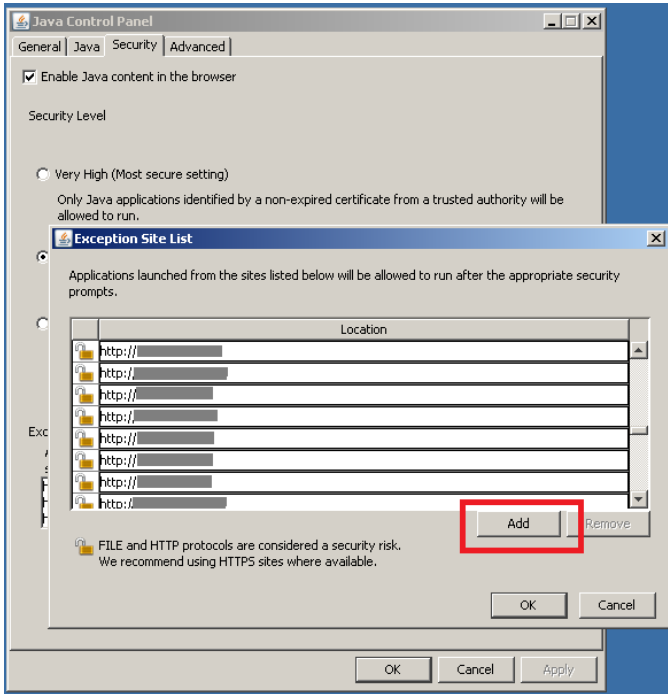 Java Control Panel
General Java Security Advanced
Enable Java content in the browser
Security Level
Very High (Most secure setting)
Only Java applications identified by a non-expired certificate from a trusted authority will be
allowed to run.
Exception Site List
Applications launched from the sites listed below will be allowed to run after the appropriate security
prompts.
Location
http://
http:/
http://
http:/
http://
http://
http://
http:/
Exc
Add
Remove
FILE and HTTP protocols are considered a security risk.
We recommend using HTTPS sites where available.
OK
Cancel
OK
Cancel
Apply